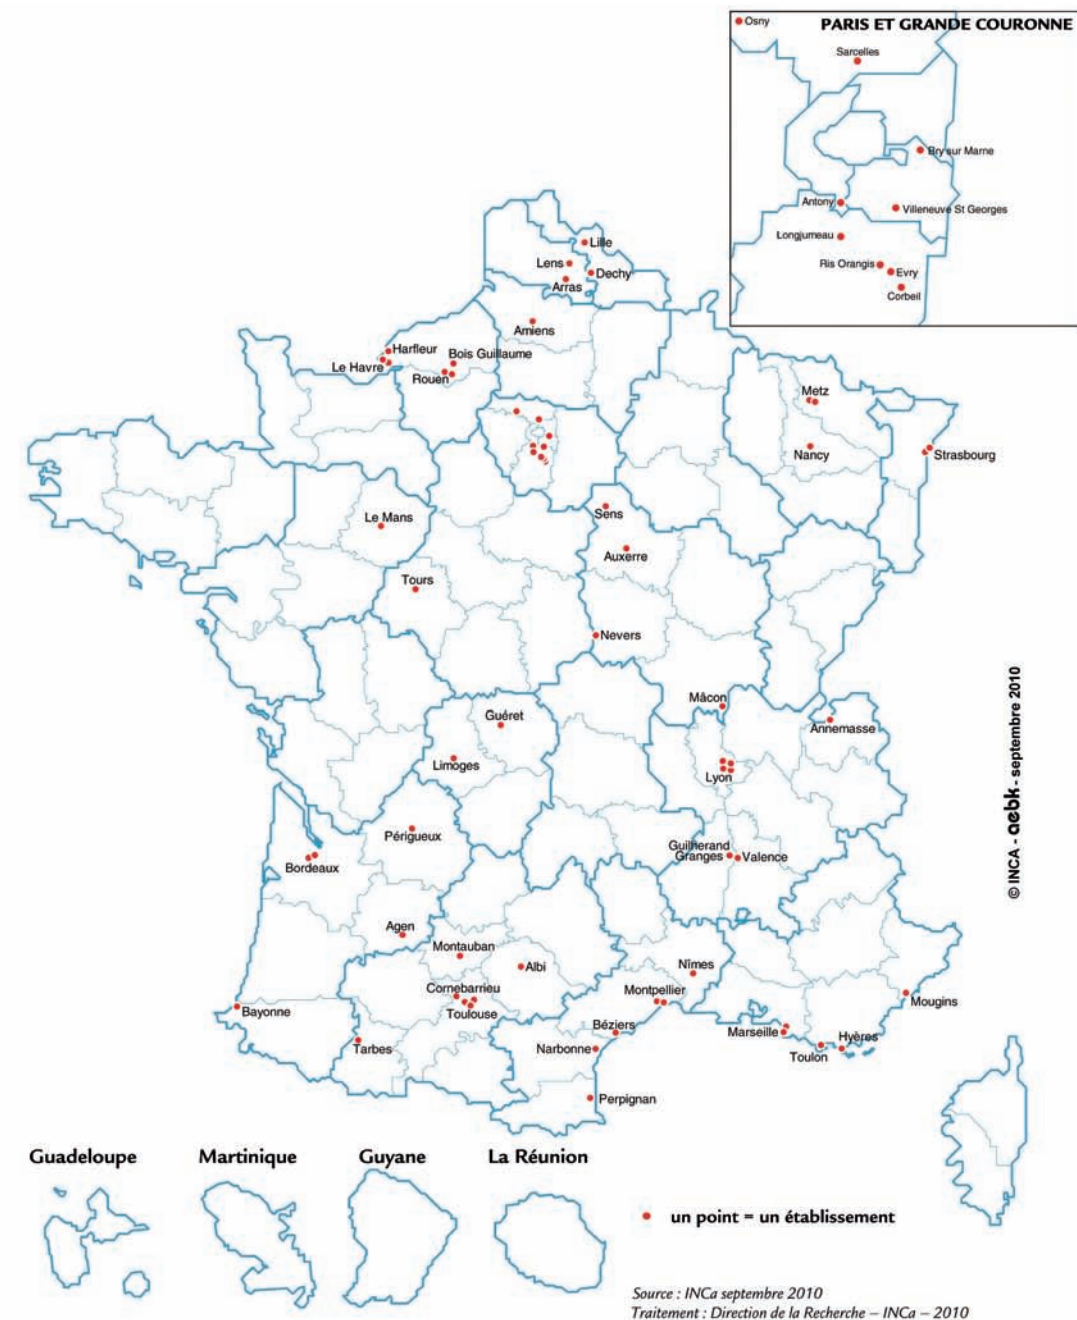 PARIS ET GRANDE COURONNE
Osny
Sarcelles
Bry sur Marne
Antony
Villeneuve St Georges
Longjumeau
Ris Orangis
Evry
Corbeil
Lille
Lens
Dechy
Arras
Amiens
Harfleur
Bois Guillaume
Le Havre
Rouen
Metz
Nancy
Strasbourg
Sens
Le Mans
Auxerre
Tours
Nevers
Mâcon
Guéret
Annemasse
Limoges
Lyon
Périgueux
Guilherand
Granges
Valence
Bordeaux
Agen
Montauban
Albi
Nîmes
Cornebarrieu
Montpellier
Mougins
Bayonne
Toulouse
Béziers
Marseille
Hyères
Tarbes
Narbonne
Toulon
Perpignan
© INCA - aebk - septembre 2010
Guadeloupe
Martinique
Guyane
La Réunion
un point = un établissement
Source : INCa septembre 2010
Traitement : Direction de la Recherche – INCa – 2010